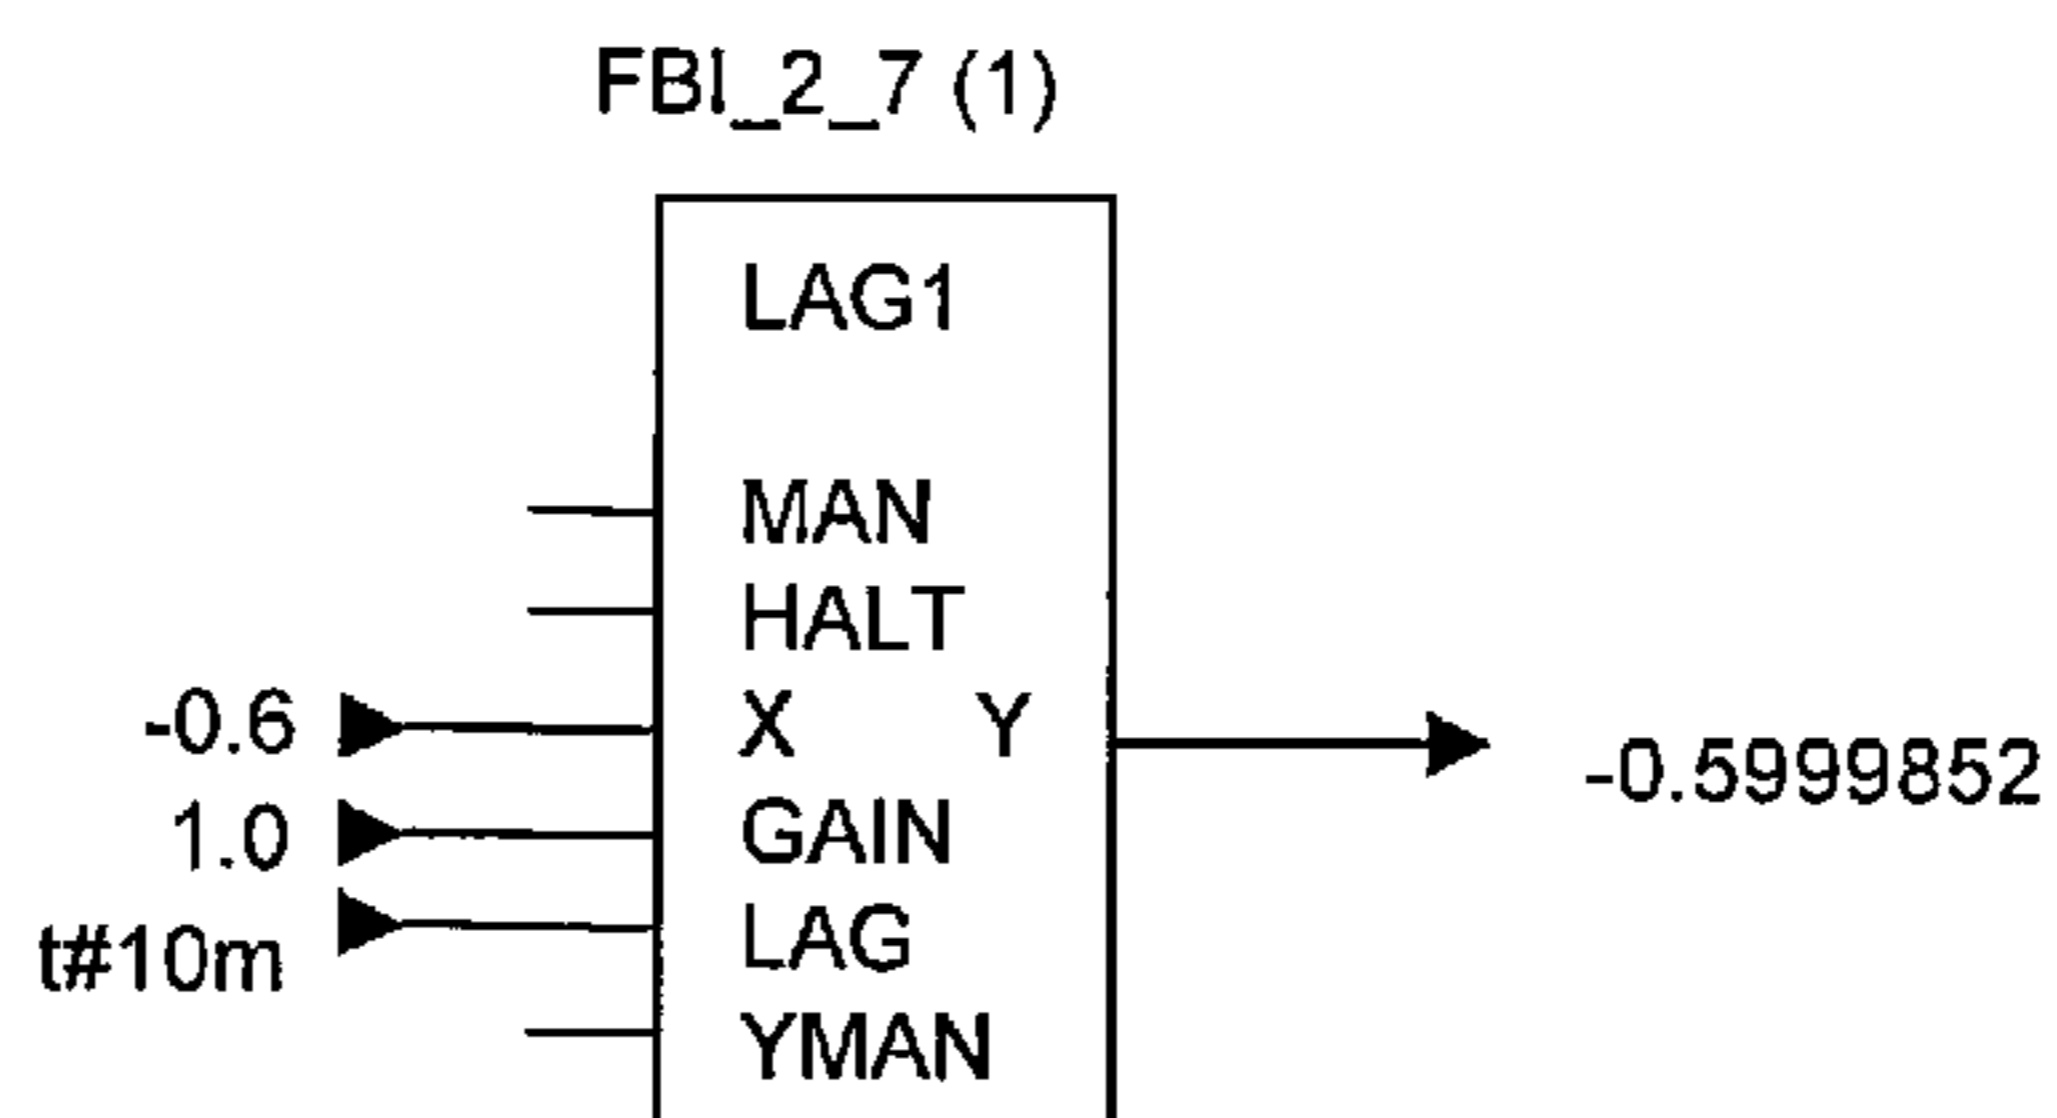 FBI_2_7 (1)
LAG1
MAN
HALT
-0.6 X Y -0.5999852
1.0 GAIN
t#10m LAG
YMAN